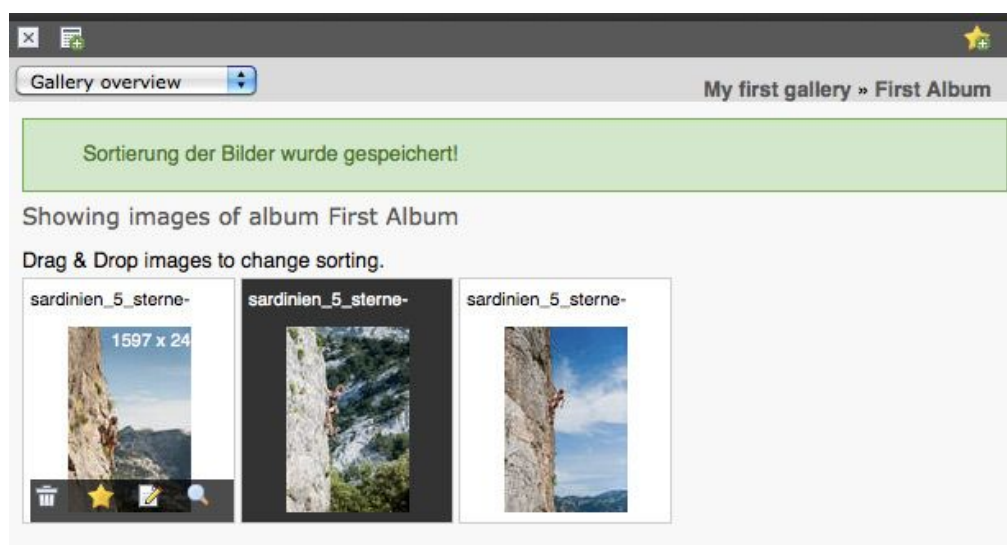 Gallery overview
My first gallery » First Album
Sortierung der Bilder wurde gespeichert!
Showing images of album First Album
Drag & Drop images to change sorting.
sardinien_5_sterne-
sardinien_5_sterne-
sardinien_5_sterne-
1597 x 24